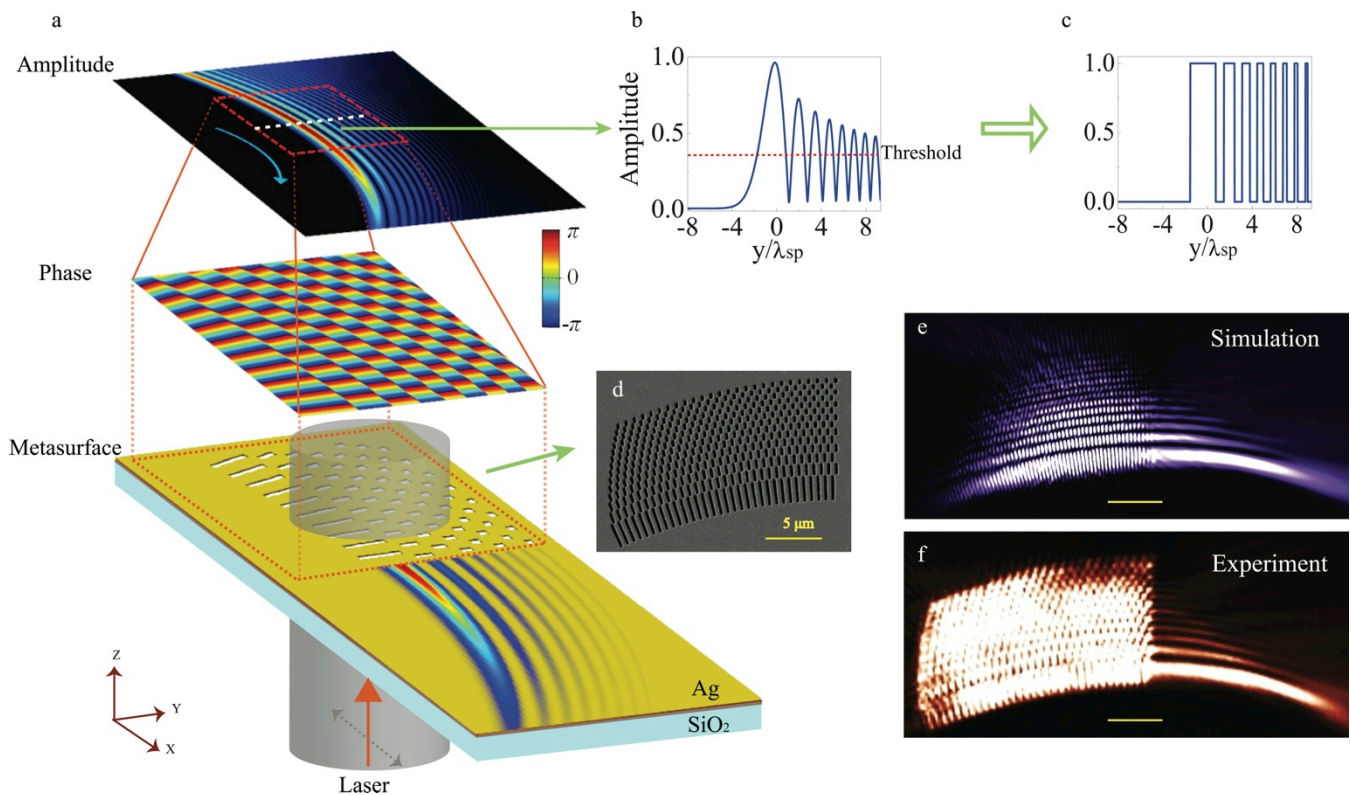 a
Amplitude
Phase
π
0
-π
Metasurface
Z
Y
X
Ag
SiO₂
Laser
b
Amplitude
1.0
0.5
0.0
Threshold
-8 -4 0 4 8
y/λsp
c
1.0
0.5
0
-8 -4 0 4 8
y/λsp
d
5 μm
e
Simulation
f
Experiment